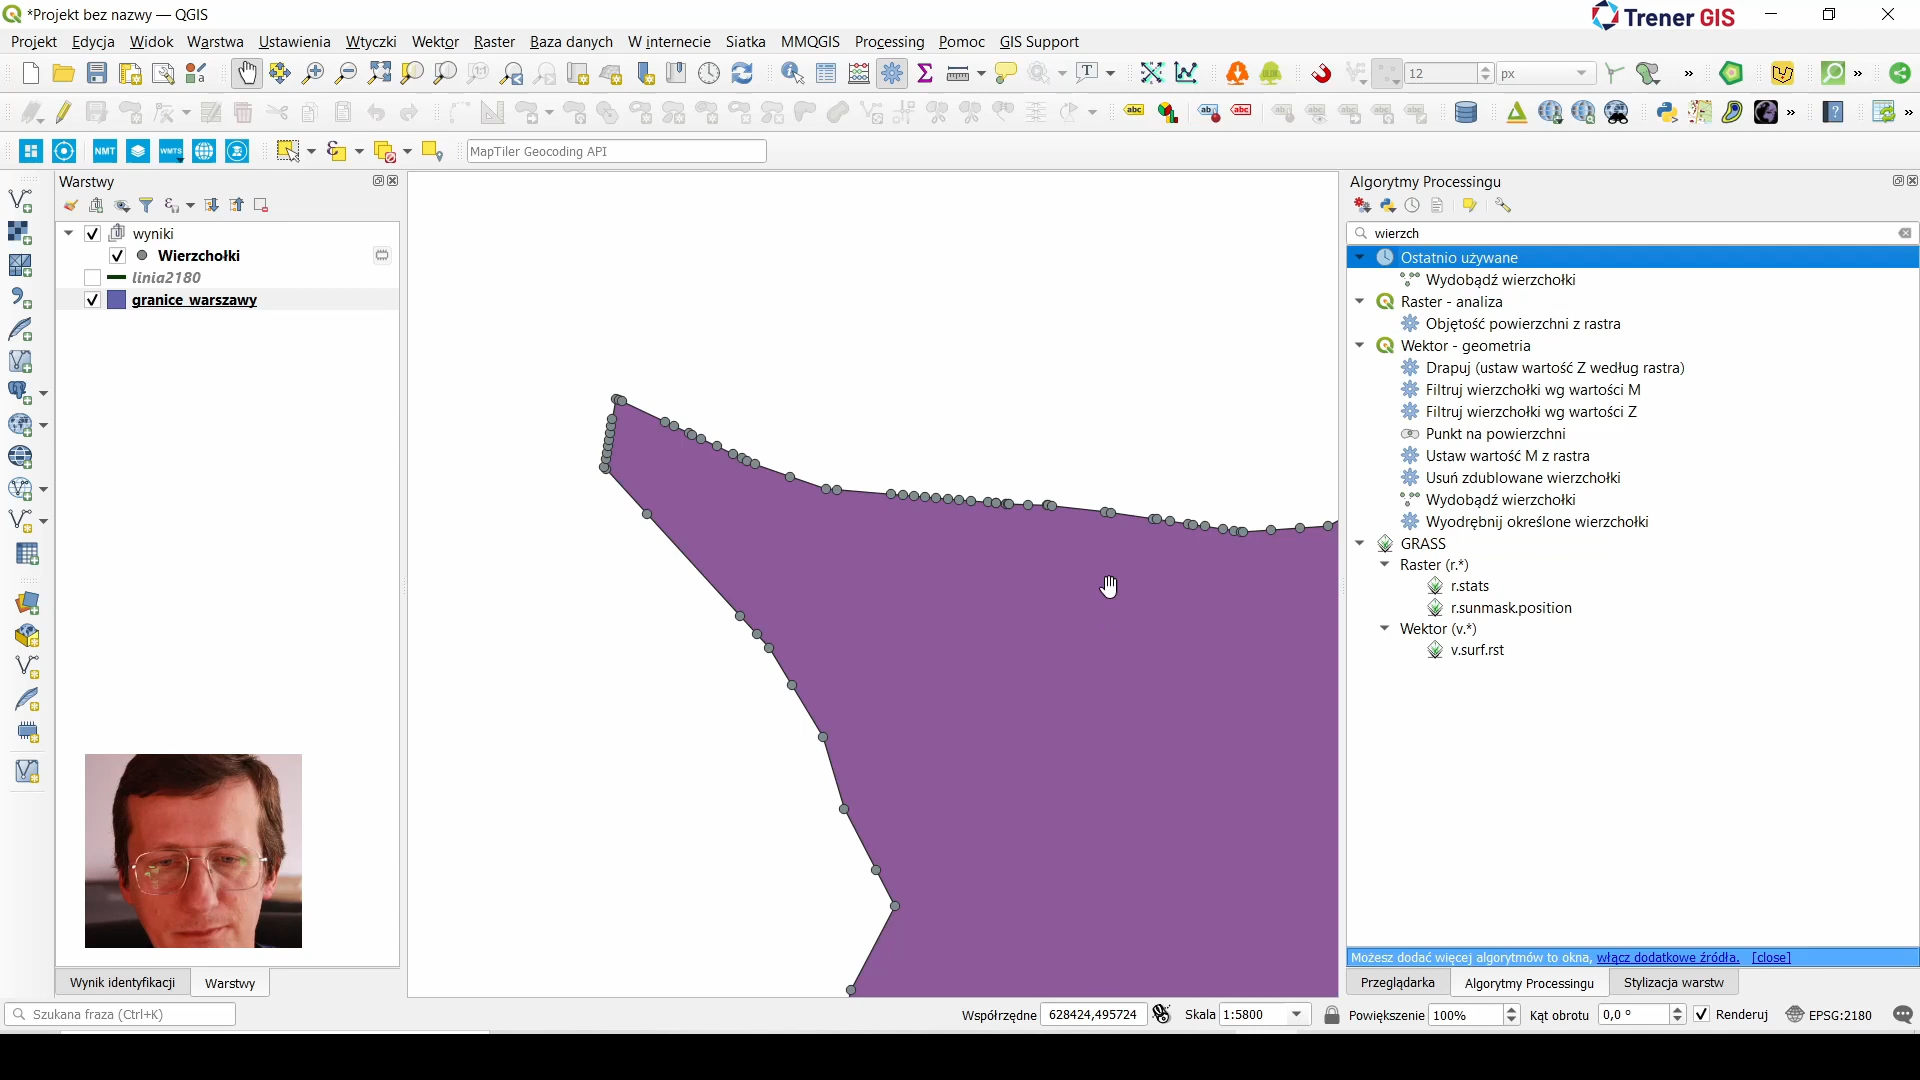 *Projekt bez nazwy — QGIS
Trener GIS
Projekt Edycja Widok Warstwa Ustawienia Wtyczki Wektor Raster Baza danych W internecie Siatka MMQGIS Processing Pomoc GIS Support
12 px
NMT WMTS MapTiler Geocoding API
Warstwy
wyniki
Wierzchołki
linia2180
granice_warszawy
Wynik identyfikacji Warstwy
Algorytmy Processingu
wierzch
Ostatnio używane
Wydobądź wierzchołki
Raster - analiza
Objętość powierzchni z rastra
Wektor - geometria
Drapuj (ustaw wartość Z według rastra)
Filtruj wierzchołki wg wartości M
Filtruj wierzchołki wg wartości Z
Punkt na powierzchni
Ustaw wartość M z rastra
Usuń zdublowane wierzchołki
Wydobądź wierzchołki
Wyodrębnij określone wierzchołki
GRASS
Raster (r.*)
r.stats
r.sunmask.position
Wektor (v.*)
v.surf.rst
Możesz dodać więcej algorytmów to okna, włącz dodatkowe źródła. [close]
Przeglądarka Algorytmy Processingu Stylizacja warstw
Szukana fraza (Ctrl+K) Współrzędne 628424,495724 Skala 1:5800 Powiększenie 100% Kąt obrotu 0,0 ° Renderuj EPSG:2180